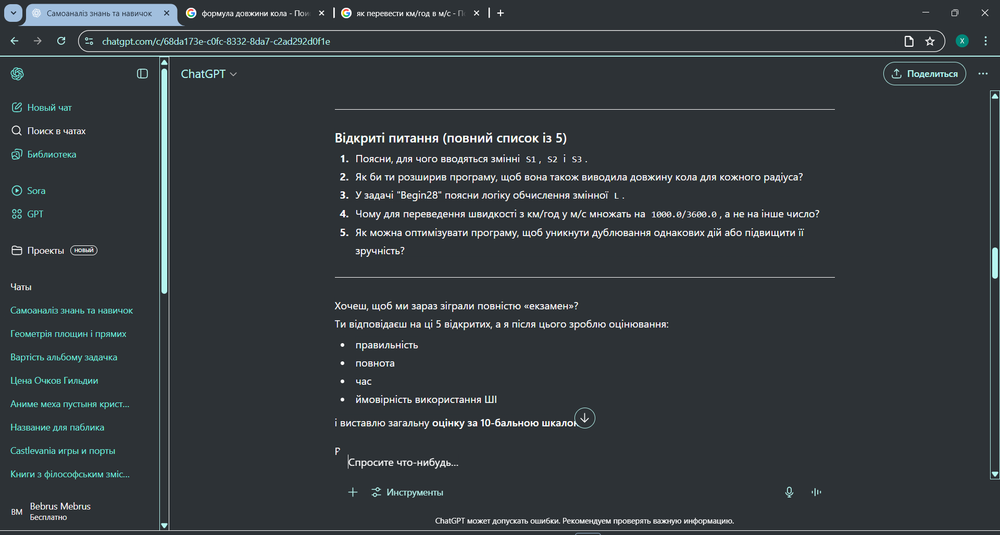 Самоаналіз знань та навичок
формула довжини кола - Пои
як перевести км/год в м/с - По
chatgpt.com/c/68da173e-c0fc-8332-8da7-c2ad292d0f1e
X
ChatGPT
Поделиться
Новый чат
Поиск в чатах
Библиотека
Sora
GPT
Проекты новый
Чаты
Самоаналіз знань та навичок
Геометрія площин і прямих
Вартість альбому задачка
Цена Очков Гильдии
Аниме меха пустыня крист...
Название для паблика
Castlevania игры и порты
Книги з філософським зміс...
BM
Bebrus Mebrus
Бесплатно
Відкриті питання (повний список із 5)
1. Поясни, для чого вводяться змінні S1, S2 і S3.
2. Як би ти розширив програму, щоб вона також виводила довжину кола для кожного радіуса?
3. У задачі "Begin28" поясни логіку обчислення змінної L.
4. Чому для переведення швидкості з км/год у м/с множать на 1000.0/3600.0, а не на інше число?
5. Як можна оптимізувати програму, щоб уникнути дублювання однакових дій або підвищити її
зручність?
Хочеш, щоб ми зараз зіграли повністю «екзамен»?
Ти відповідаєш на ці 5 відкритих, а я після цього зроблю оцінювання:
• правильність
• повнота
• час
• ймовірність використання ШІ
і виставлю загальну оцінку за 10-бальною шкалою
Спросите что-нибудь...
Инструменты
ChatGPT может допускать ошибки. Рекомендуем проверять важную информацию.